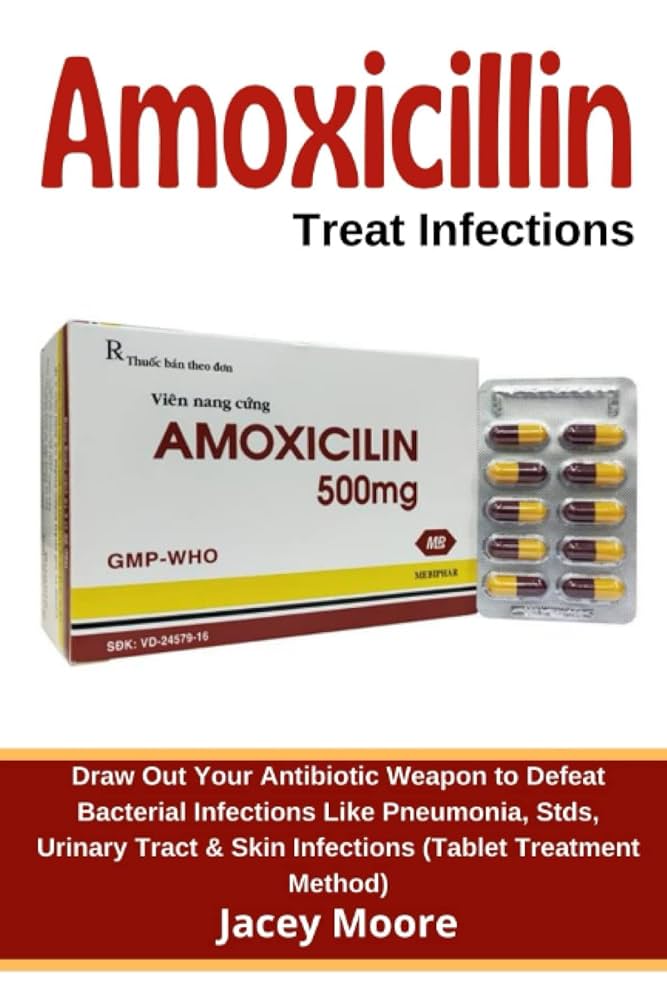 Amoxicillin
Treat Infections
Rx Thuốc bán theo đơn
Viên nang cứng
AMOXICILIN
500mg
GMP-WHO
MB
MEBIPHAR
SĐK: VD-24579-16
Draw Out Your Antibiotic Weapon to Defeat
Bacterial Infections Like Pneumonia, Stds,
Urinary Tract & Skin Infections (Tablet Treatment
Method)
Jacey Moore